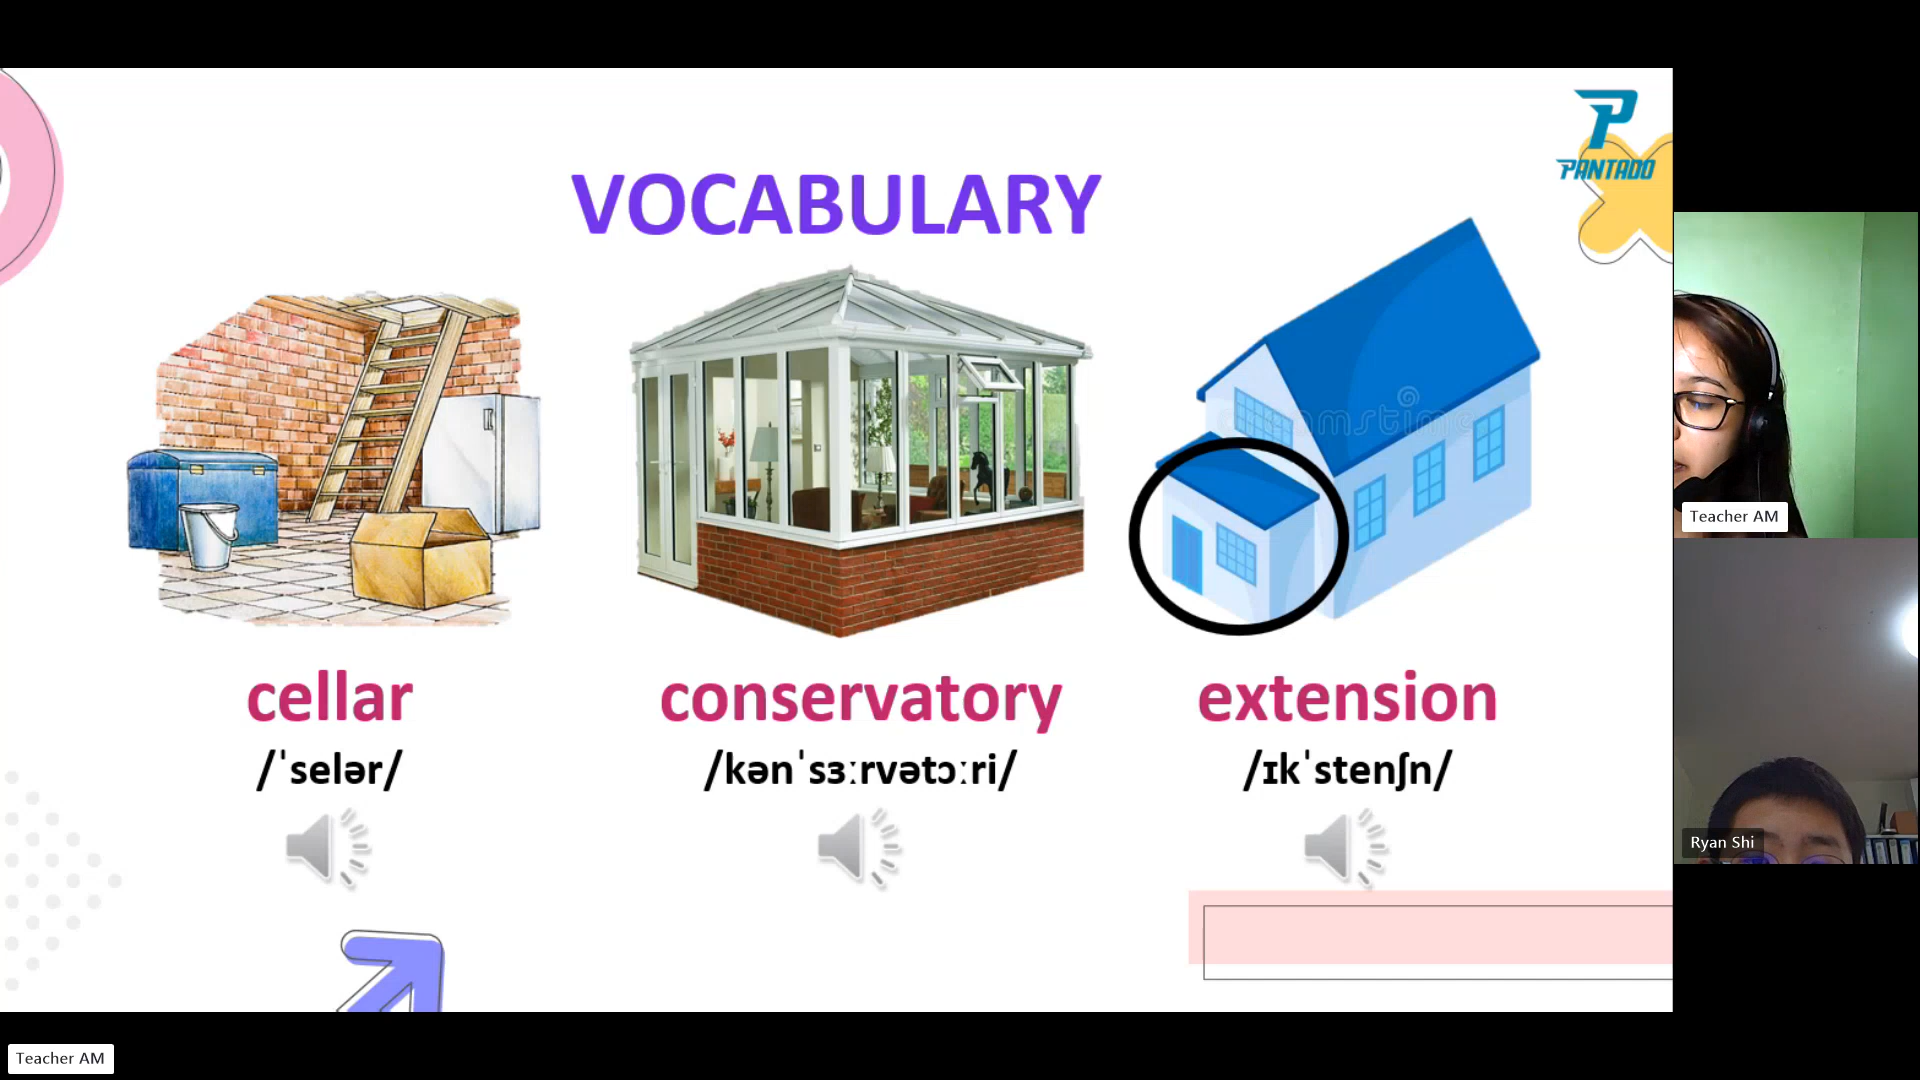 PANTADO
VOCABULARY
cellar
conservatory
extension
/ˈselər/
/kənˈsɜːrvətɔːri/
/ɪkˈstenʃn/
Teacher AM
Ryan Shi
Teacher AM